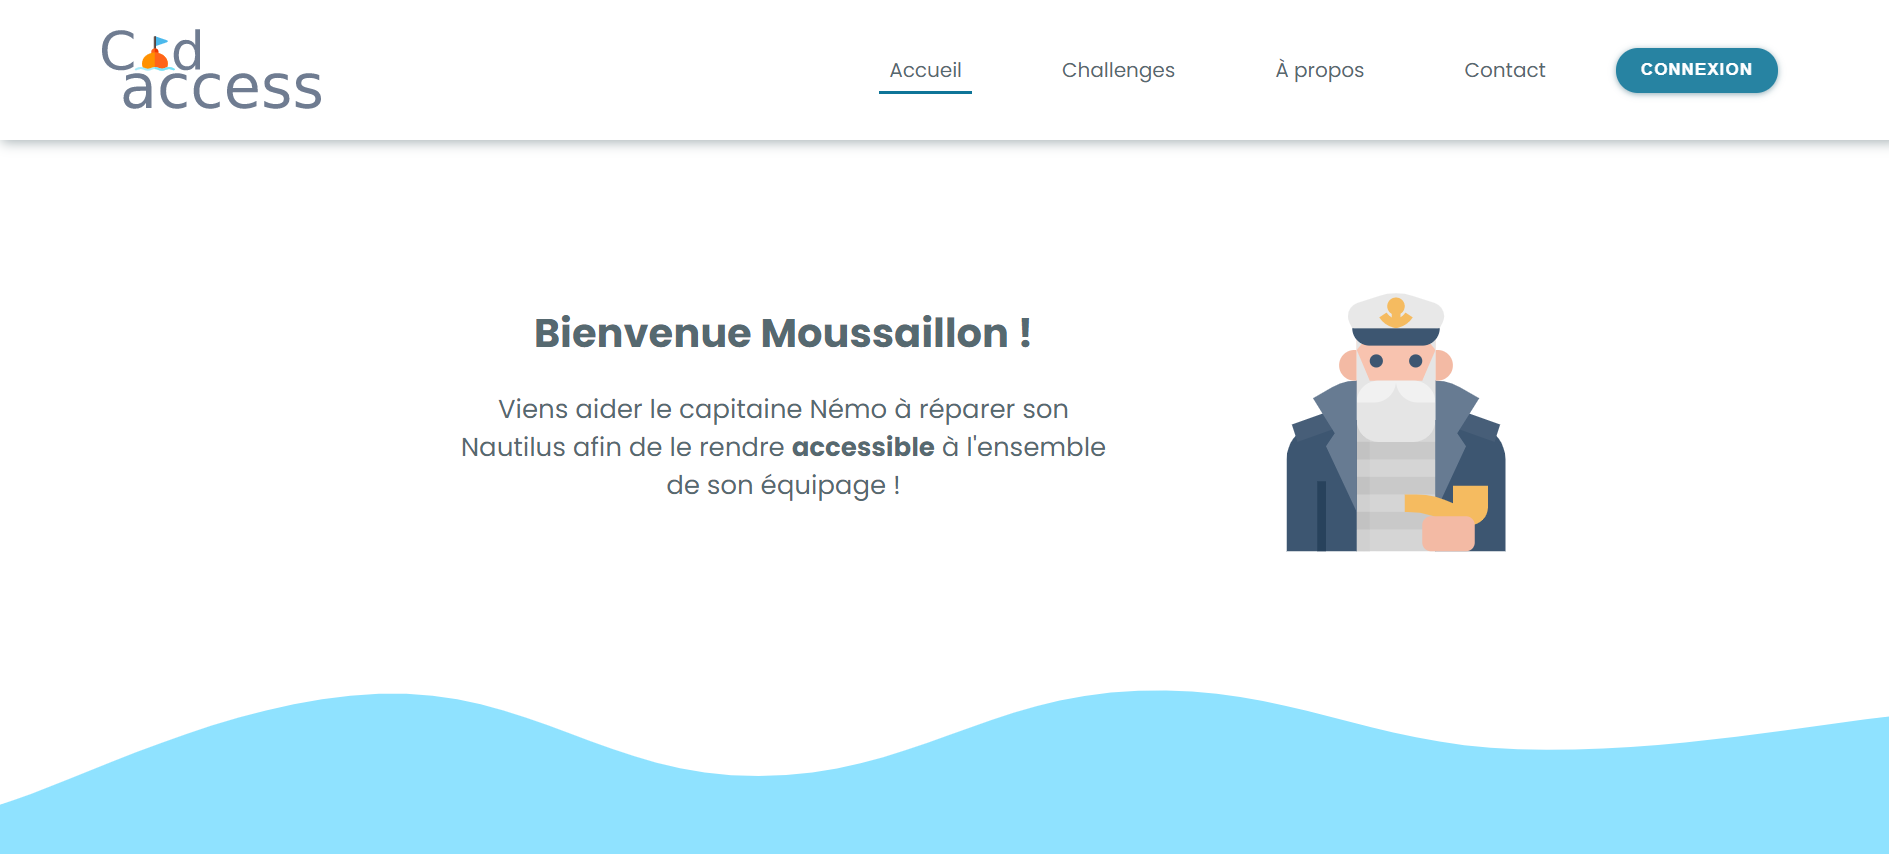 C d
access
Accueil
Challenges
À propos
Contact
CONNEXION
Bienvenue Moussaillon !
Viens aider le capitaine Némo à réparer son
Nautilus afin de le rendre accessible à l'ensemble
de son équipage !